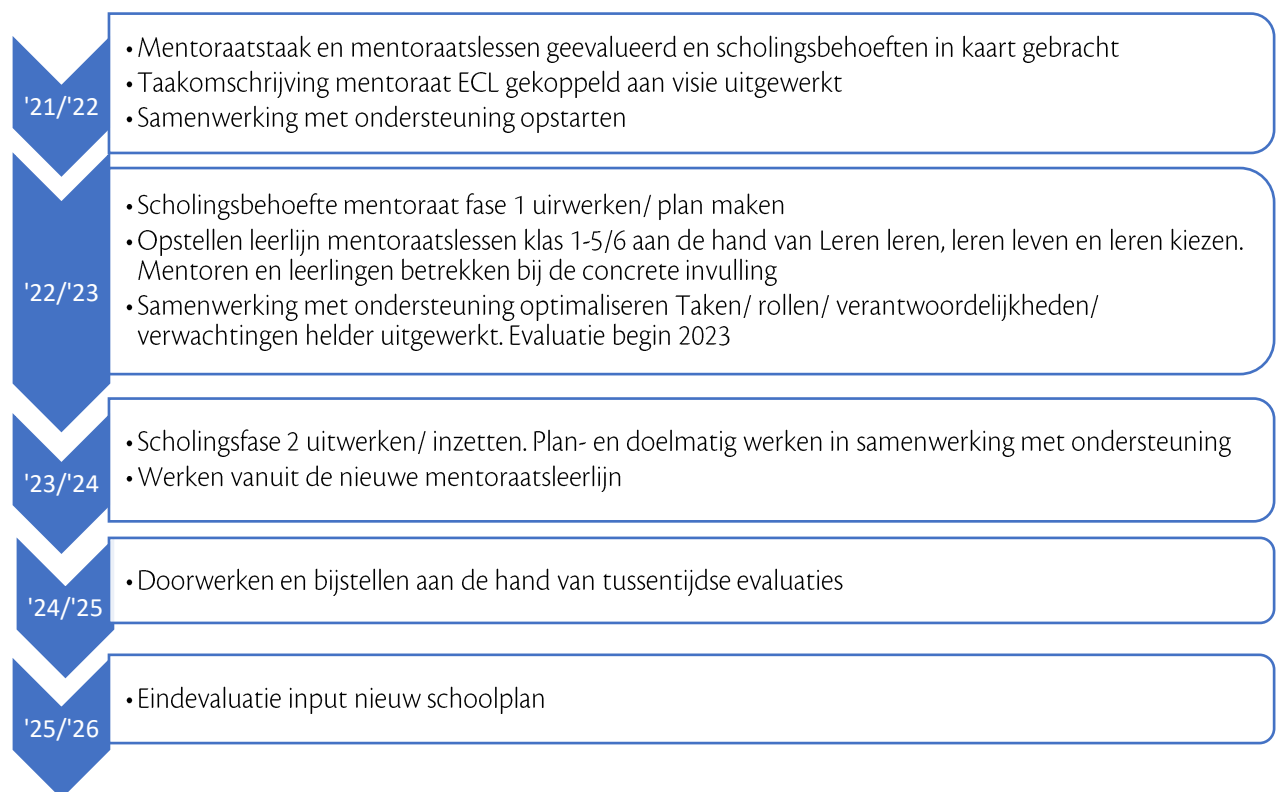 '21/'22
•Mentoraatstaak en mentoraatslessen geevalueerd en scholingsbehoeften in kaart gebracht
•Taakomschrijving mentoraat ECL gekoppeld aan visie uitgewerkt
•Samenwerking met ondersteuning opstarten
'22/'23
•Scholingsbehoefte mentoraat fase 1 uirwerken/ plan maken
•Opstellen leerlijn mentoraatslessen klas 1-5/6 aan de hand van Leren leren, leren leven en leren kiezen.
Mentoren en leerlingen betrekken bij de concrete invulling
•Samenwerking met ondersteuning optimaliseren Taken/ rollen/ verantwoordelijkheden/
verwachtingen helder uitgewerkt. Evaluatie begin 2023
'23/'24
•Scholingsfase 2 uitwerken/ inzetten. Plan- en doelmatig werken in samenwerking met ondersteuning
•Werken vanuit de nieuwe mentoraatsleerlijn
'24/'25
•Doorwerken en bijstellen aan de hand van tussentijdse evaluaties
'25/'26
•Eindevaluatie input nieuw schoolplan